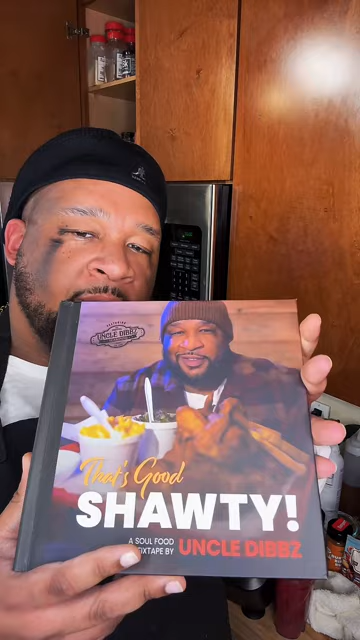 UNCLE DIBBZ
That's Good
SHAWTY!
A SOUL FOOD
MIXTAPE BY UNCLE DIBBZ